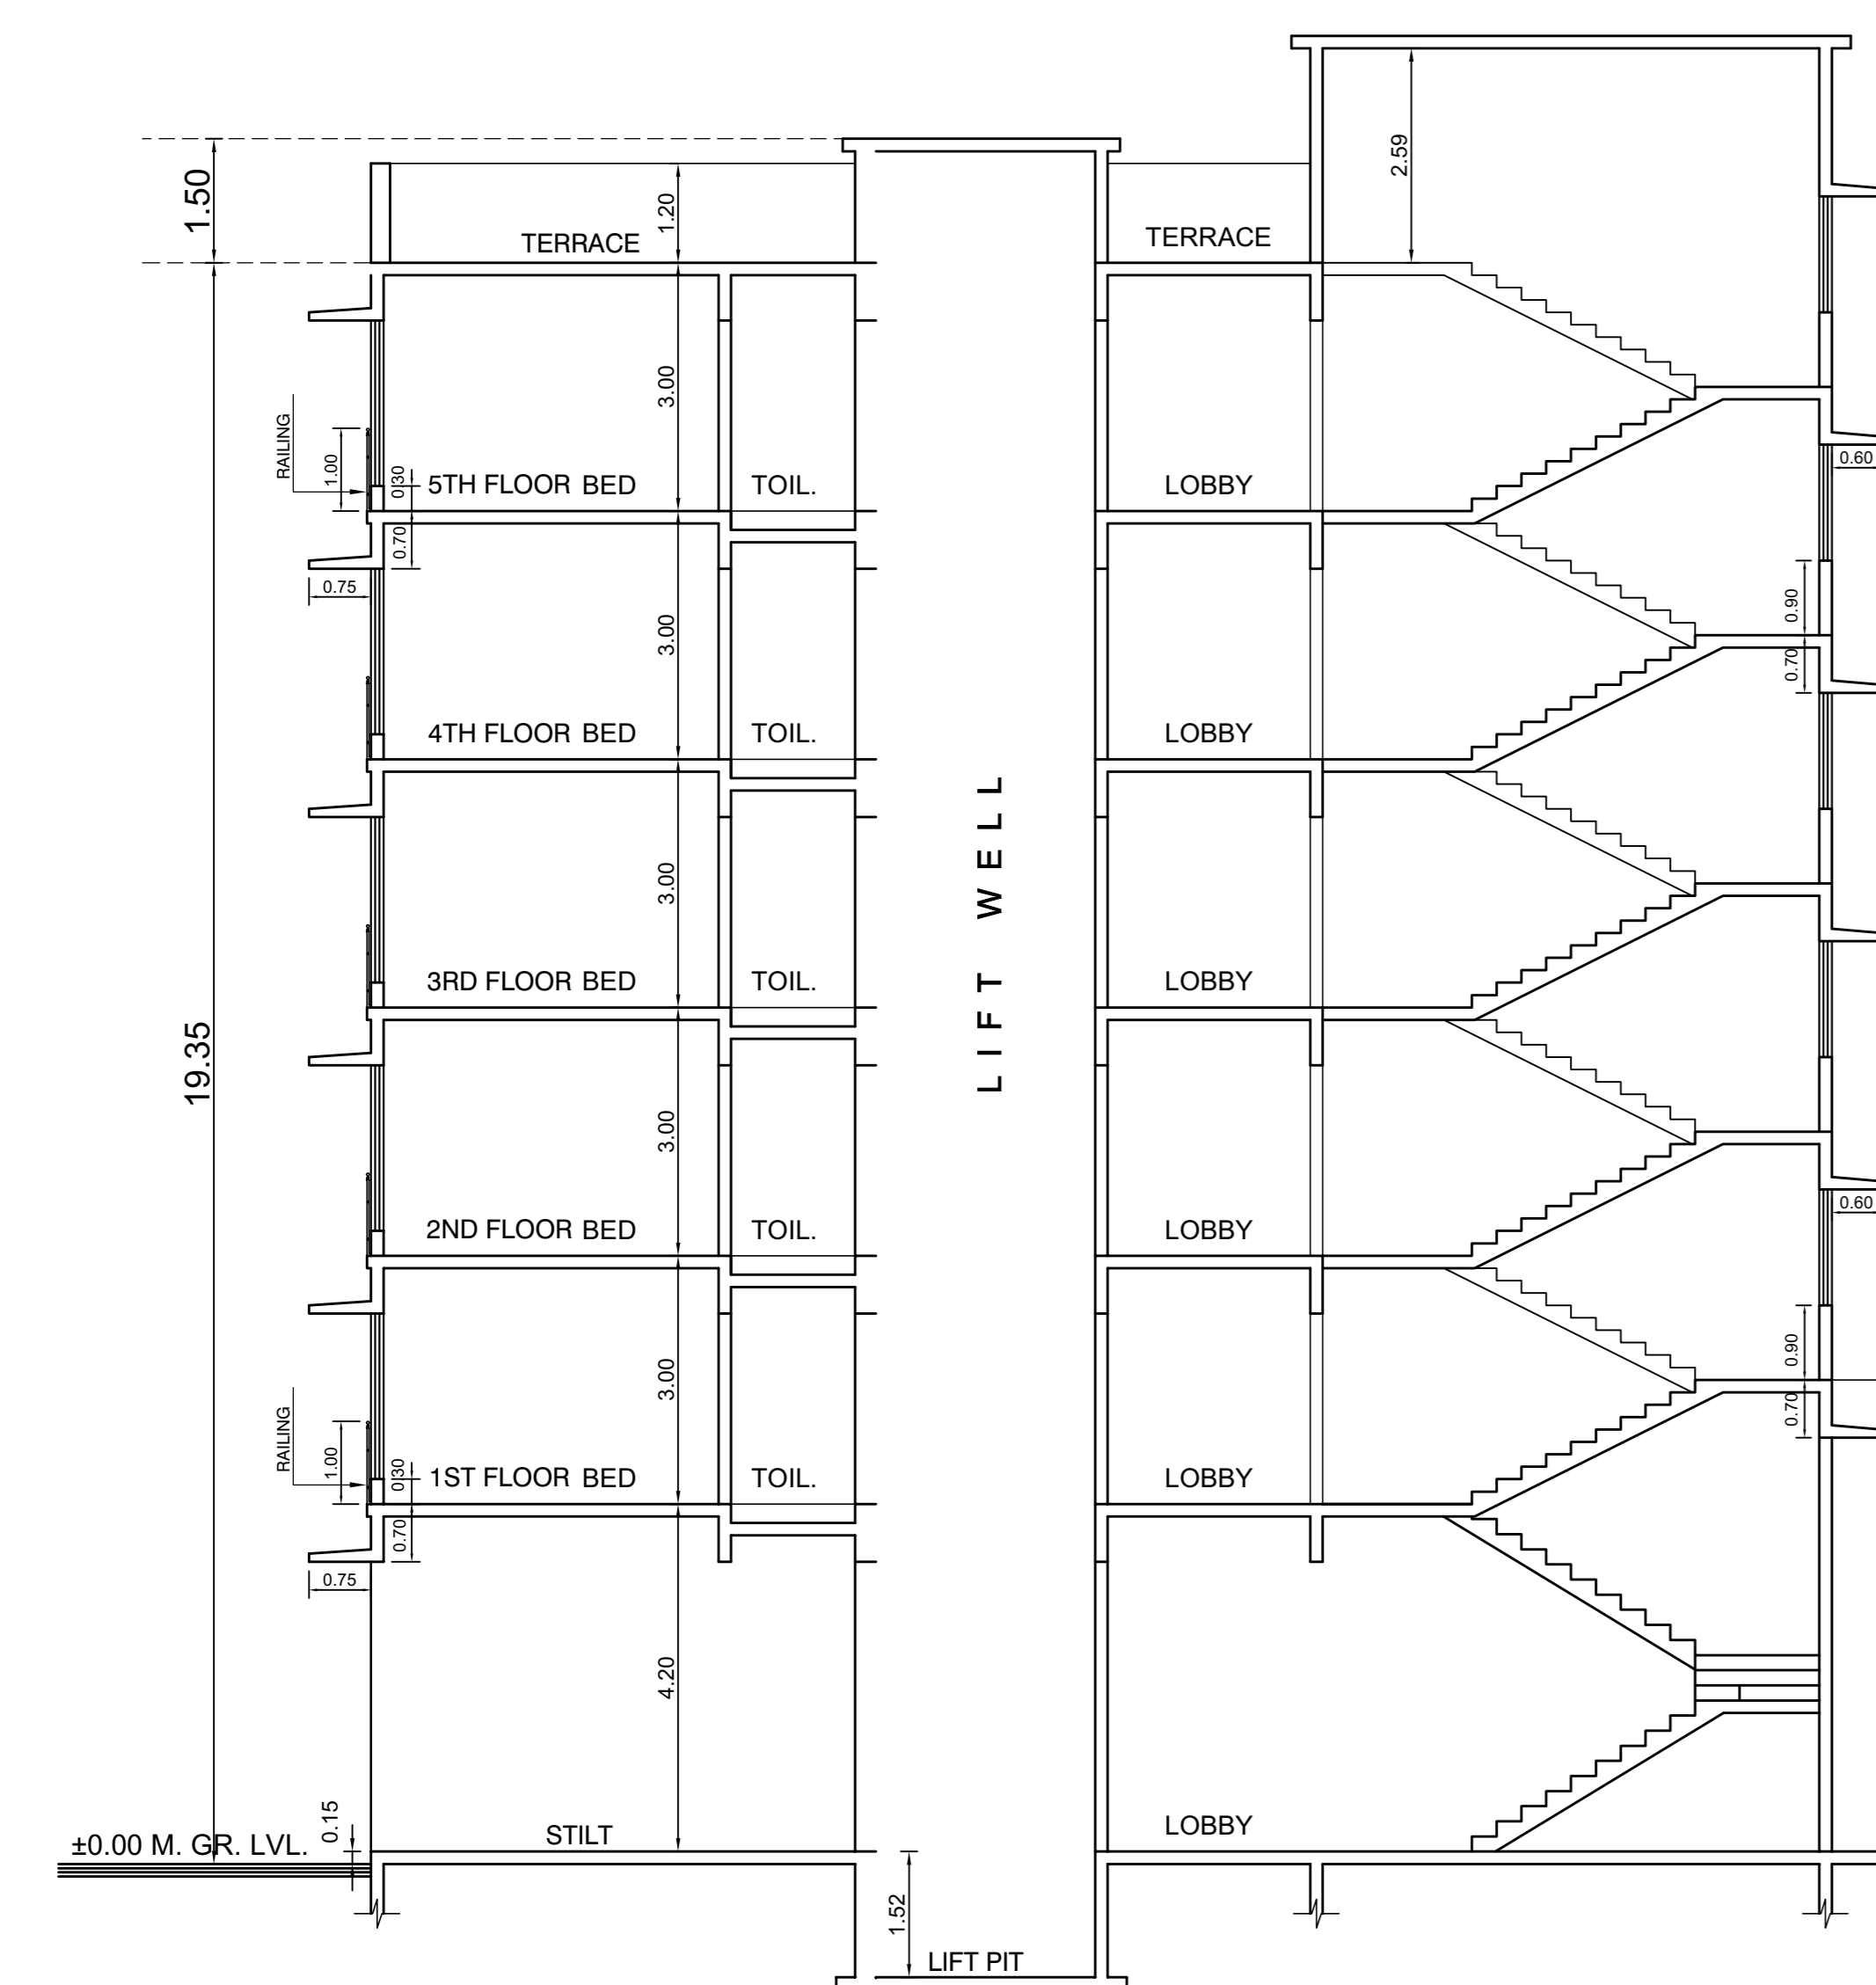 2.59
1.50
1.20
TERRACE
TERRACE
3.00
RAILING
1.00
0.30
5TH FLOOR BED
TOIL.
LOBBY
0.60
0.70
0.75
3.00
0.90
0.70
4TH FLOOR BED
TOIL.
LOBBY
LIFT WELL
3.00
3RD FLOOR BED
TOIL.
LOBBY
19.35
3.00
0.60
2ND FLOOR BED
TOIL.
LOBBY
3.00
0.90
0.70
RAILING
1.00
0.30
1ST FLOOR BED
TOIL.
LOBBY
0.70
0.75
4.20
0.15
±0.00 M. GR. LVL.
STILT
LOBBY
1.52
LIFT PIT